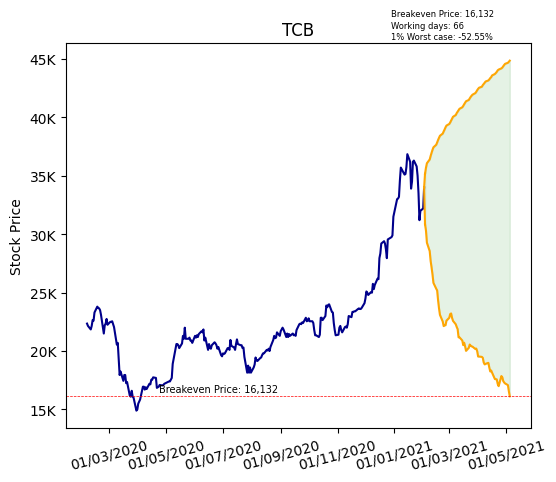 Breakeven Price: 16,132
Working days: 66
1% Worst case: -52.55%
TCB
Stock Price
45K
40K
35K
30K
25K
20K
15K
Breakeven Price: 16,132
01/03/2020
01/05/2020
01/07/2020
01/09/2020
01/11/2020
01/01/2021
01/03/2021
01/05/2021